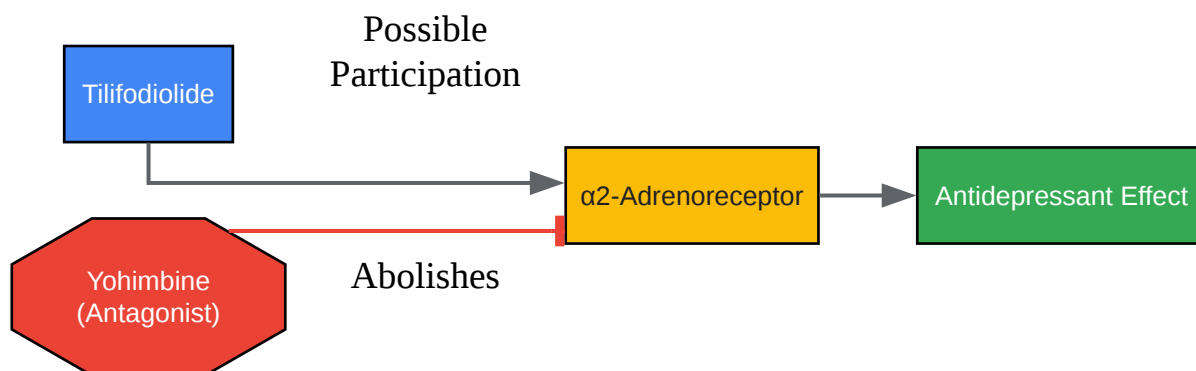 Possible
Participation
Tilifodiolide
α2-Adrenoreceptor
Antidepressant Effect
Yohimbine
(Antagonist)
Abolishes